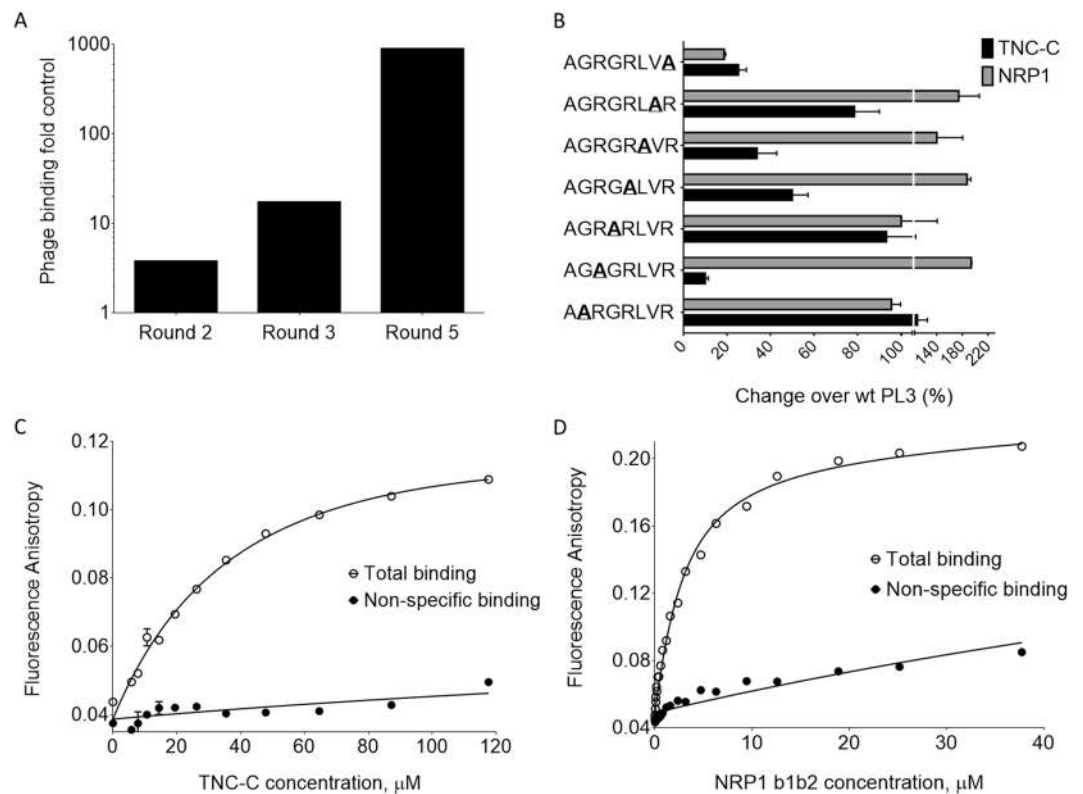 A
Phage binding fold control
1000
100
10
1
Round 2
Round 3
Round 5
B
TNC-C
NRP1
AGRGRLVA
AGRGRLAR
AGRGRAVR
AGRGALVR
AGRARLVR
AGAGRLVR
AARGRLVR
0
20
40
60
80
100
140
180
220
Change over wt PL3 (%)
C
Fluorescence Anisotropy
0.12
0.10
0.08
0.06
0.04
Total binding
Non-specific binding
0
20
40
60
80
100
120
TNC-C concentration, μM
D
Fluorescence Anisotropy
0.20
0.16
0.12
0.08
0.04
Total binding
Non-specific binding
0
10
20
30
40
NRP1 b1b2 concentration, μM